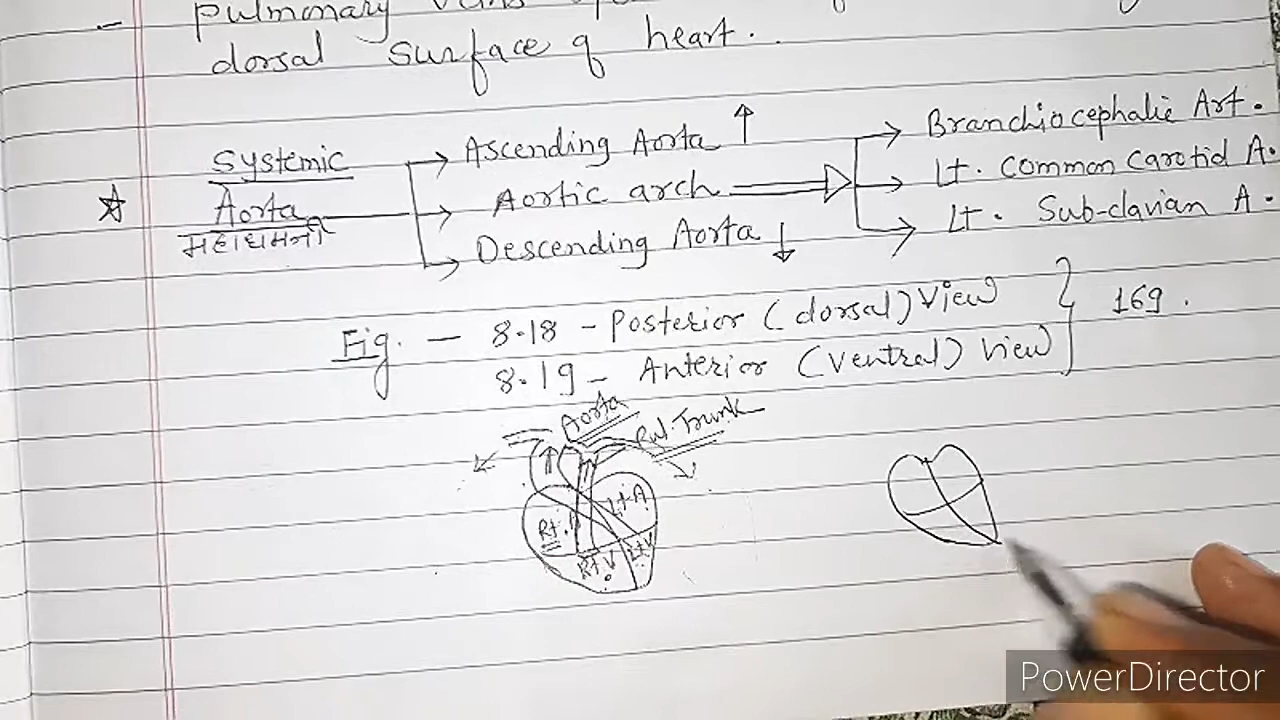 - Pulmonary veins
dorsal surface of heart.
Systemic
Aorta
महाधमनी
Ascending Aorta ↑
Aortic arch
Descending Aorta ↓
Branchiocephalic Art.
Lt. Common Carotid A.
Lt. Sub-clavian A.
Fig. - 8.18 - Posterior (dorsal) View
8.19 - Anterior (Ventral) View
169.
Aorta
Pul. Trunk
Rt. A
Lt. A
Rt. V
Lt V
PowerDirector